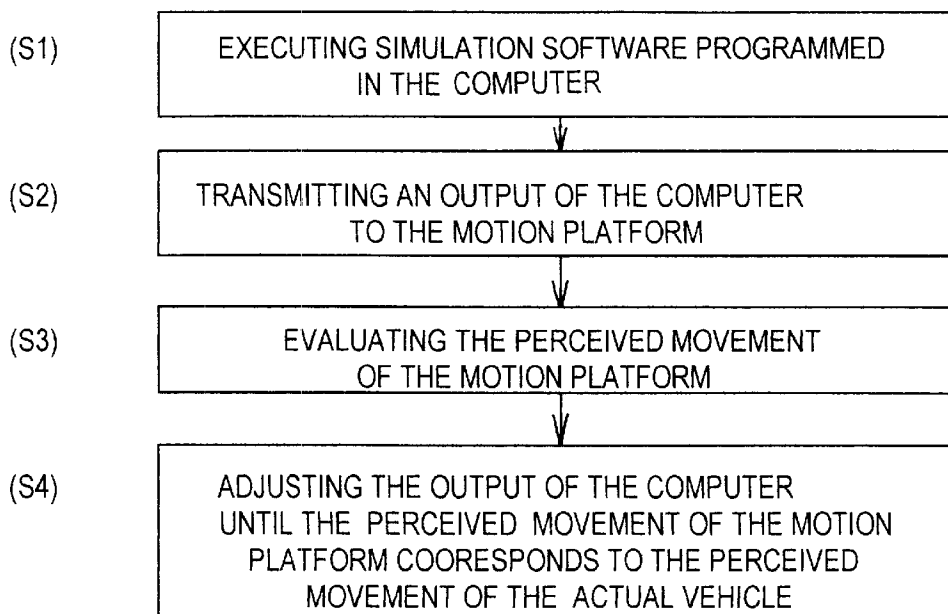 (S1) EXECUTING SIMULATION SOFTWARE PROGRAMMED
IN THE COMPUTER
(S2) TRANSMITTING AN OUTPUT OF THE COMPUTER
TO THE MOTION PLATFORM
(S3) EVALUATING THE PERCEIVED MOVEMENT
OF THE MOTION PLATFORM
(S4) ADJUSTING THE OUTPUT OF THE COMPUTER
UNTIL THE PERCEIVED MOVEMENT OF THE MOTION
PLATFORM COORESPONDS TO THE PERCEIVED
MOVEMENT OF THE ACTUAL VEHICLE